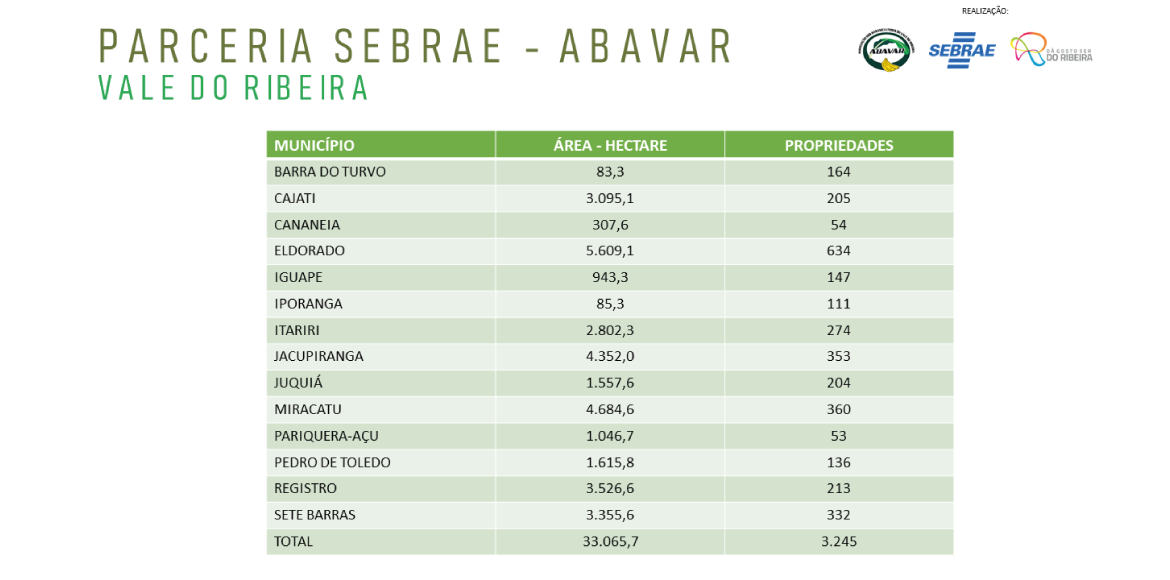 REALIZAÇÃO:
PARCERIA SEBRAE - ABAVAR
VALE DO RIBEIRA
ABAVAR
SEBRAE
DÁ GOSTO SER
DO RIBEIRA
MUNICÍPIO ÁREA - HECTARE PROPRIEDADES
BARRA DO TURVO 83,3 164
CAJATI 3.095,1 205
CANANEIA 307,6 54
ELDORADO 5.609,1 634
IGUAPE 943,3 147
IPORANGA 85,3 111
ITARIRI 2.802,3 274
JACUPIRANGA 4.352,0 353
JUQUIÁ 1.557,6 204
MIRACATU 4.684,6 360
PARIQUERA-AÇU 1.046,7 53
PEDRO DE TOLEDO 1.615,8 136
REGISTRO 3.526,6 213
SETE BARRAS 3.355,6 332
TOTAL 33.065,7 3.245